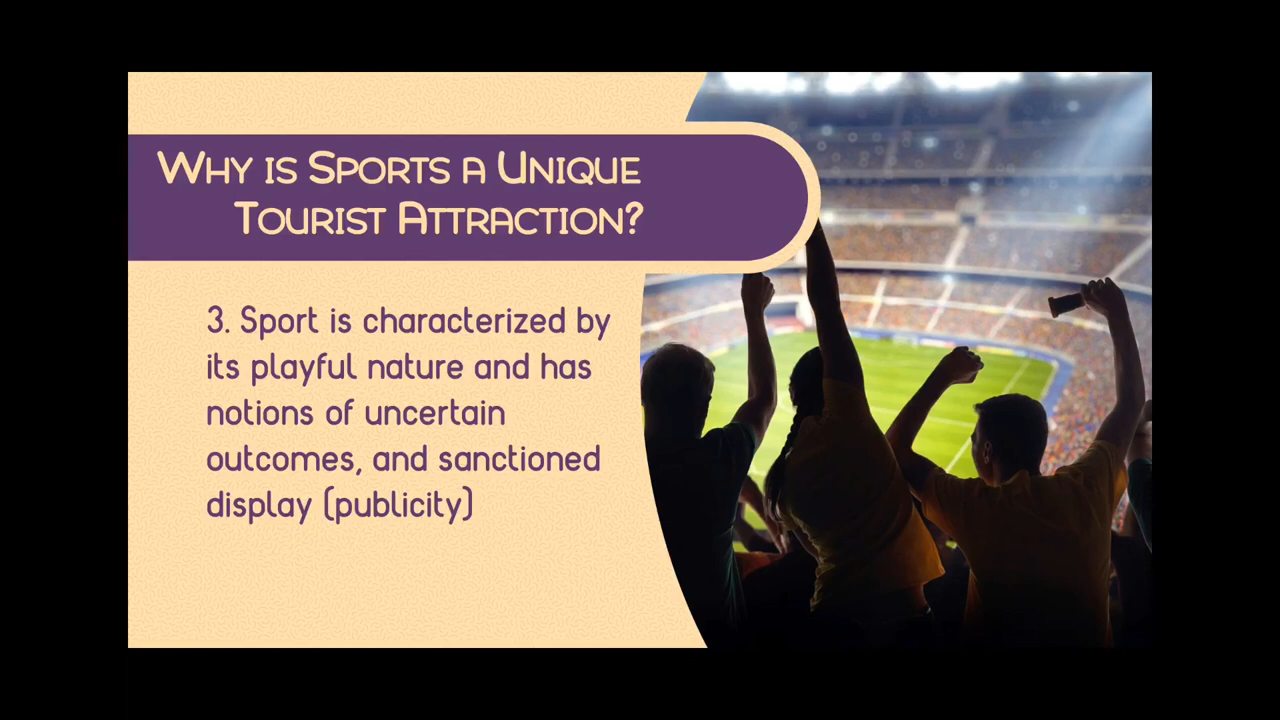 Why is Sports a Unique
Tourist Attraction?
3. Sport is characterized by
its playful nature and has
notions of uncertain
outcomes, and sanctioned
display (publicity)